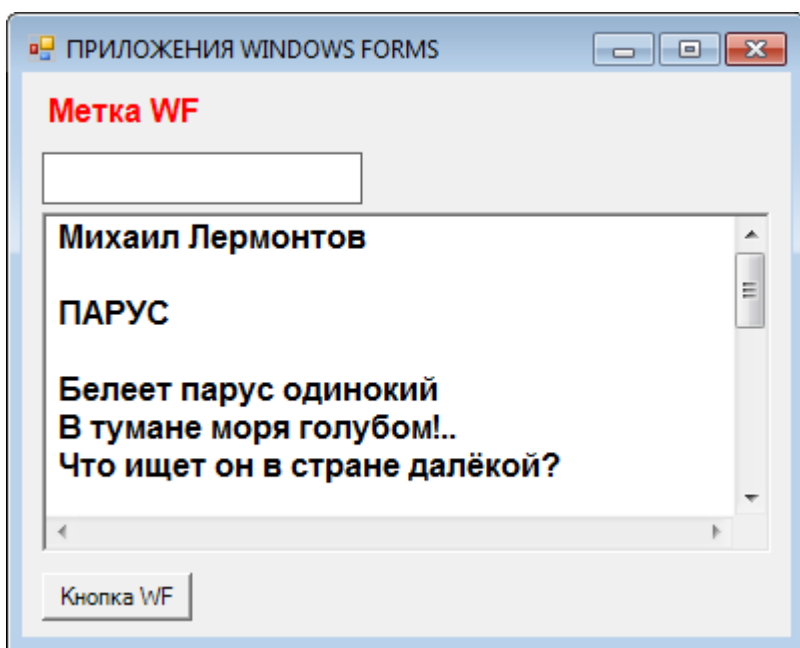 ПРИЛОЖЕНИЯ WINDOWS FORMS
Метка WF
Михаил Лермонтов
ПАРУС
Белеет парус одинокий
В тумане моря голубом!..
Что ищет он в стране далёкой?
Кнопка WF